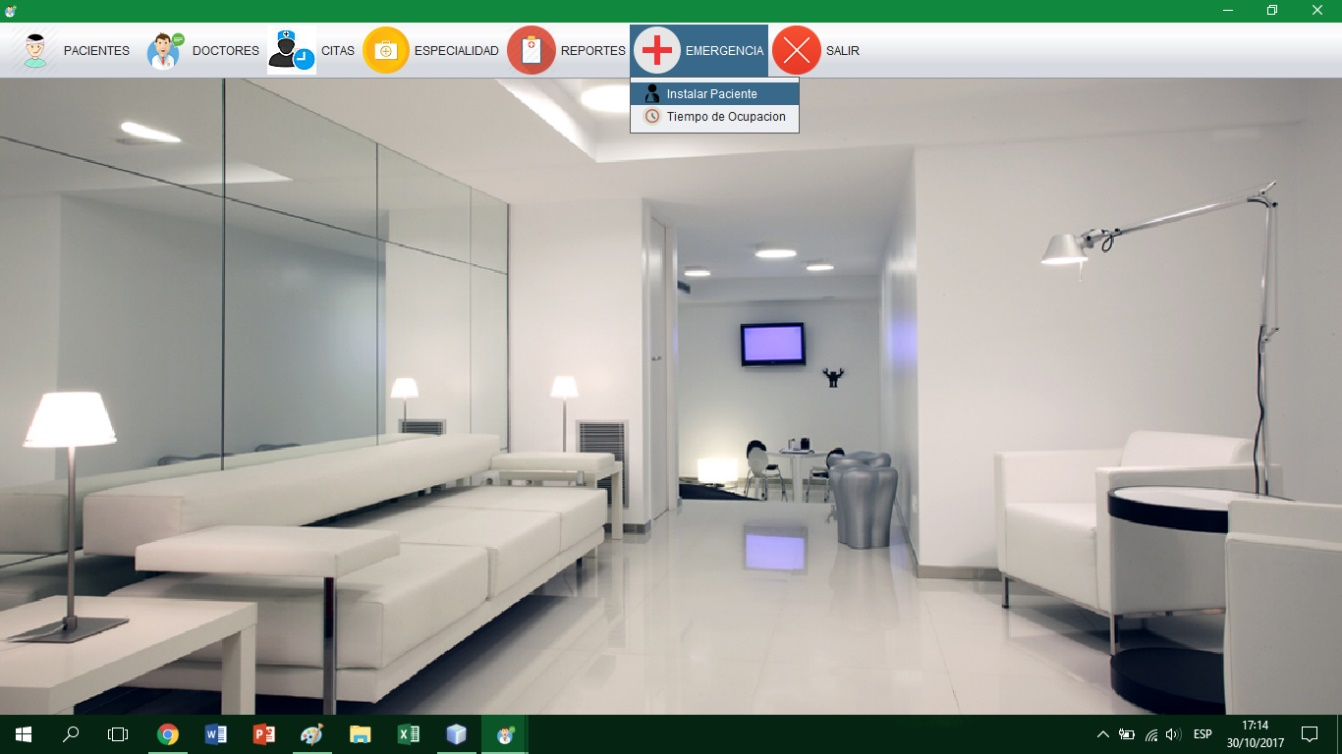 PACIENTES DOCTORES CITAS ESPECIALIDAD REPORTES EMERGENCIA SALIR
Instalar Paciente
Tiempo de Ocupacion
ESP
17:14
30/10/2017